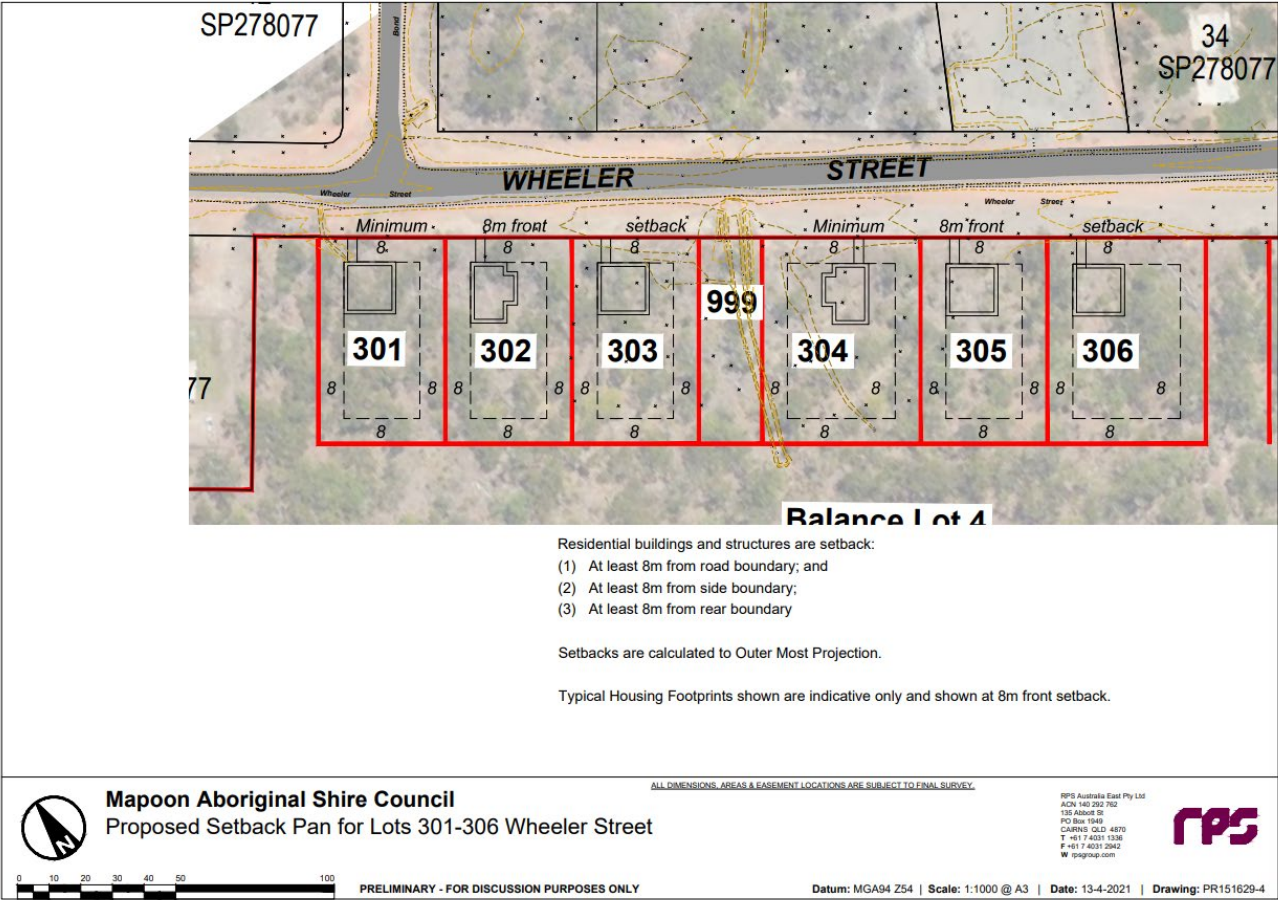 SP278077
Bond
34
SP278077
WHEELER STREET
Wheeler Street
Wheeler Street
Minimum 8m front setback
Minimum 8m front setback
8 8 8 8 8 8
999
301 302 303 304 305 306
77
8 8 8 8 8 8 8 8 8 8 8 8
8 8 8 8 8 8
Balance Lot 4
Residential buildings and structures are setback:
(1) At least 8m from road boundary; and
(2) At least 8m from side boundary;
(3) At least 8m from rear boundary
Setbacks are calculated to Outer Most Projection.
Typical Housing Footprints shown are indicative only and shown at 8m front setback.
ALL DIMENSIONS, AREAS & EASEMENT LOCATIONS ARE SUBJECT TO FINAL SURVEY.
N
Mapoon Aboriginal Shire Council
Proposed Setback Pan for Lots 301-306 Wheeler Street
RPS Australia East Pty Ltd
ACN 140 292 762
135 Abbott St
PO Box 1949
CAIRNS QLD 4870
T +61 7 4031 1336
F +61 7 4031 2942
W rpsgroup.com
rps
0 10 20 30 40 50 100
PRELIMINARY - FOR DISCUSSION PURPOSES ONLY
Datum: MGA94 Z54 | Scale: 1:1000 @ A3 | Date: 13-4-2021 | Drawing: PR151629-4